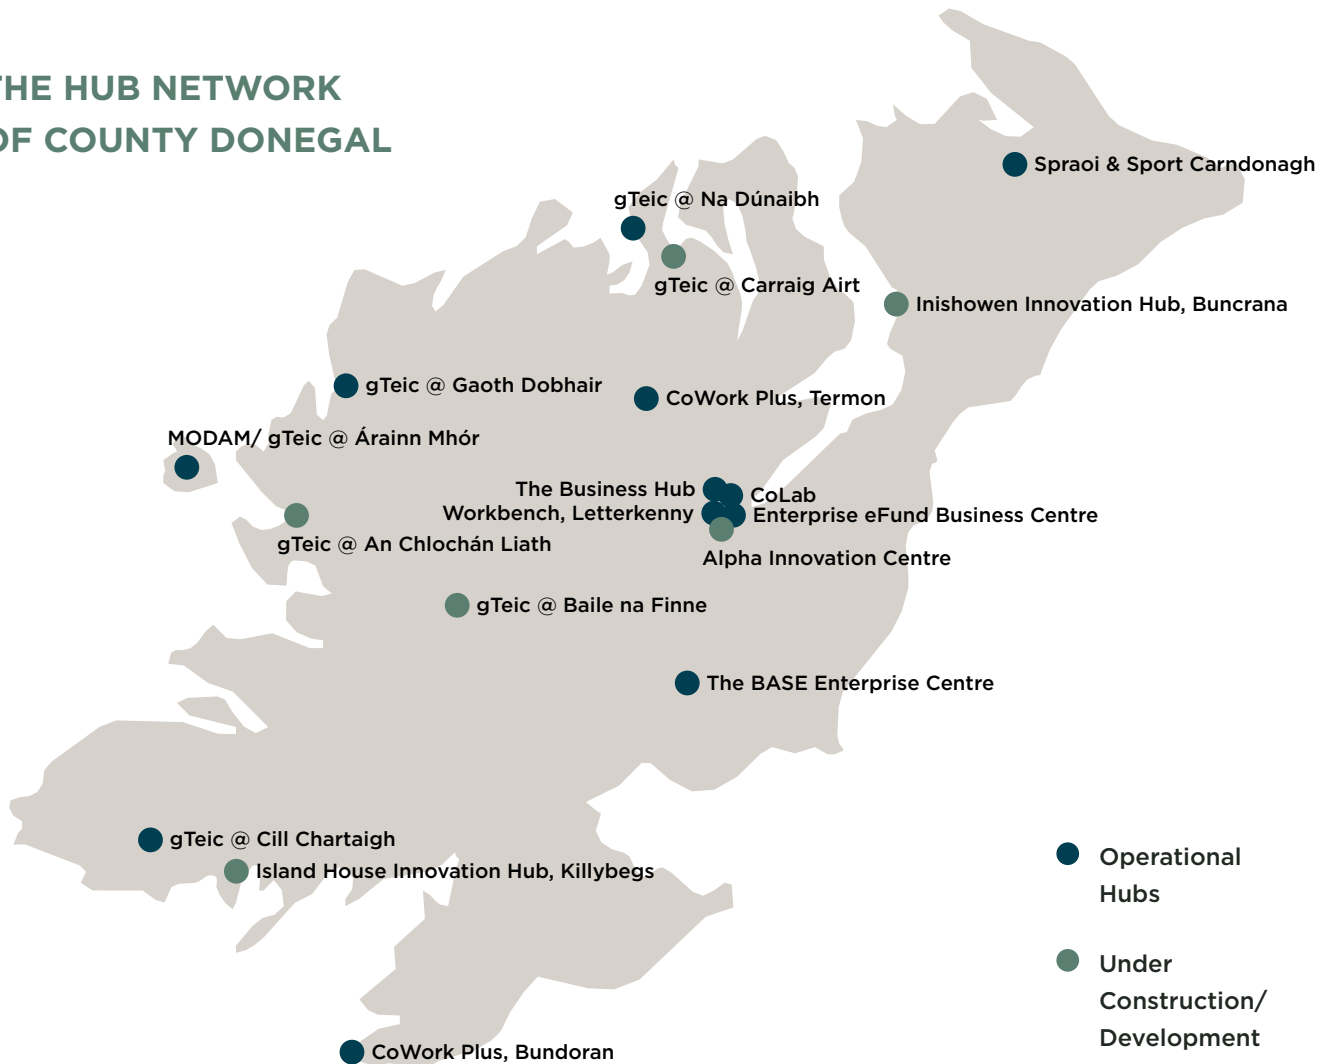 THE HUB NETWORK
OF COUNTY DONEGAL
Spraoi & Sport Carndonagh
gTeic @ Na Dúnaibh
gTeic @ Carraig Airt
Inishowen Innovation Hub, Buncrana
gTeic @ Gaoth Dobhair
CoWork Plus, Termon
MODAM/ gTeic @ Árainn Mhór
The Business Hub
CoLab
Workbench, Letterkenny
Enterprise eFund Business Centre
gTeic @ An Chlochán Liath
Alpha Innovation Centre
gTeic @ Baile na Finne
The BASE Enterprise Centre
gTeic @ Cill Chartaigh
Island House Innovation Hub, Killybegs
CoWork Plus, Bundoran
Operational
Hubs
Under
Construction/
Development